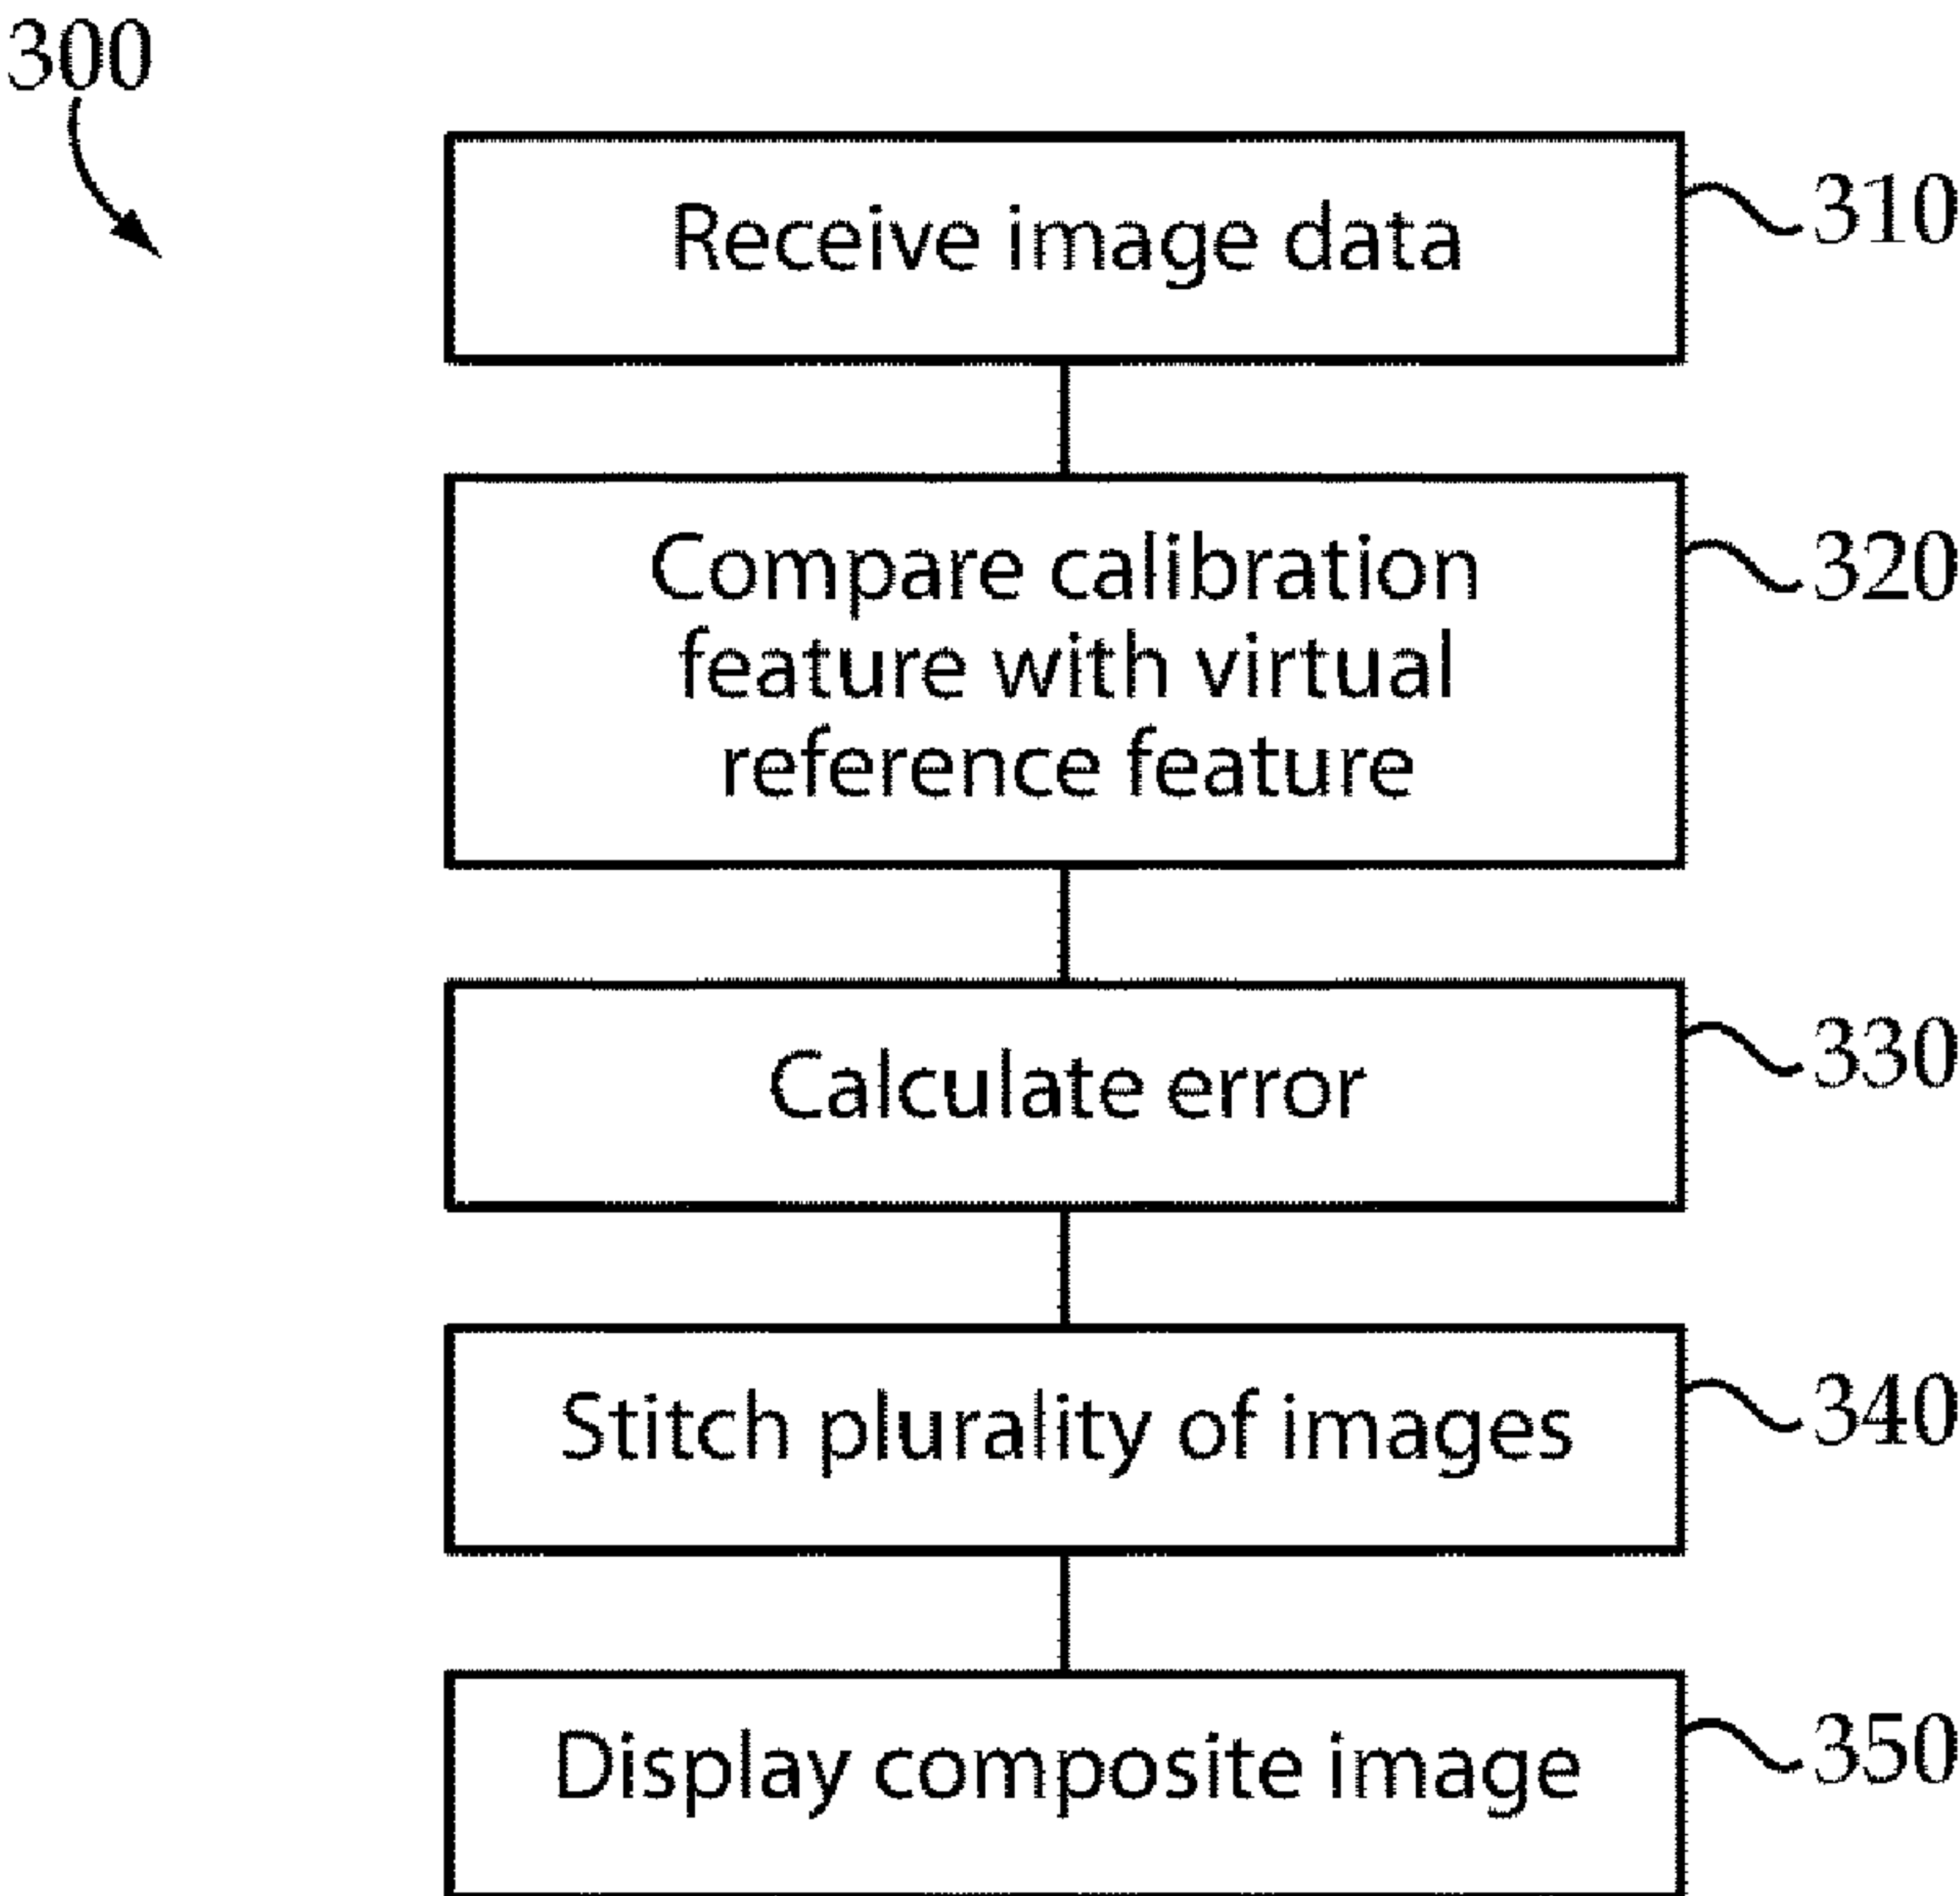 300
Receive image data
310
Compare calibration
feature with virtual
reference feature
320
Calculate error
330
Stitch plurality of images
340
Display composite image
350